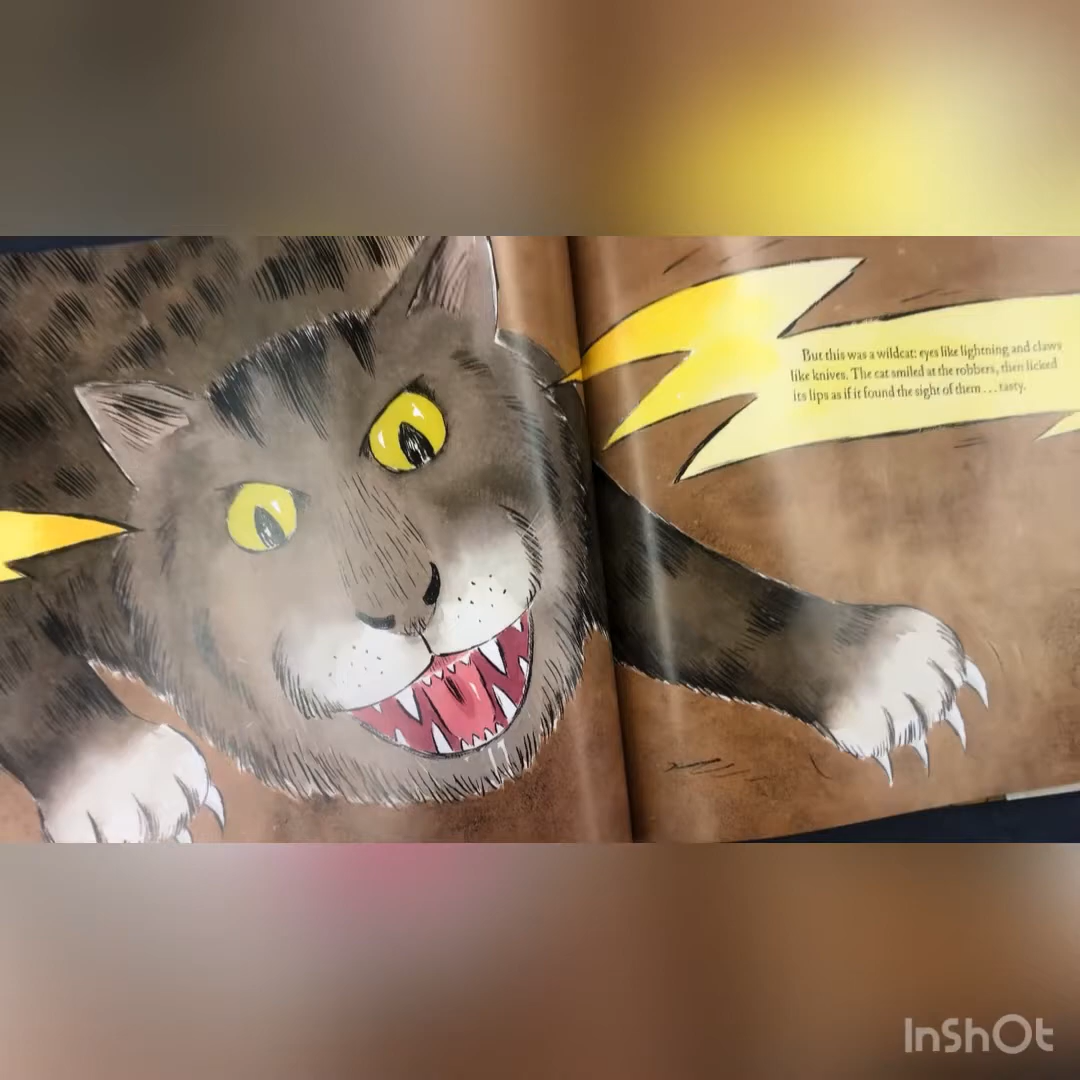 But this was a wildcat: eyes like lightning and claws
like knives. The cat smiled at the robbers, then licked
its lips as if it found the sight of them . . . tasty.
InShOt